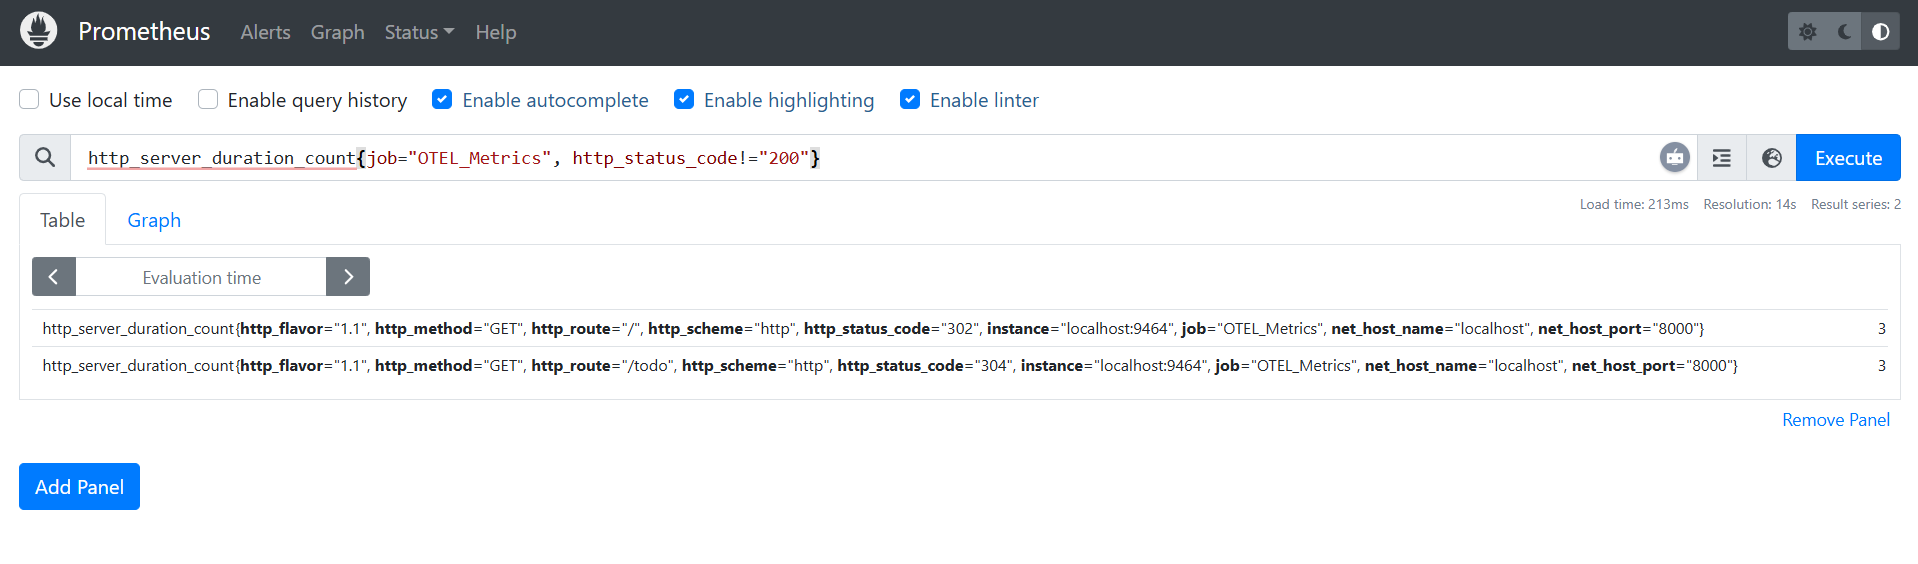 Prometheus Alerts Graph Status Help
Use local time Enable query history Enable autocomplete Enable highlighting Enable linter
http_server_duration_count{job="OTEL_Metrics", http_status_code!="200"} Execute
Table Graph Load time: 213ms Resolution: 14s Result series: 2
Evaluation time
http_server_duration_count{http_flavor="1.1", http_method="GET", http_route="/", http_scheme="http", http_status_code="302", instance="localhost:9464", job="OTEL_Metrics", net_host_name="localhost", net_host_port="8000"} 3
http_server_duration_count{http_flavor="1.1", http_method="GET", http_route="/todo", http_scheme="http", http_status_code="304", instance="localhost:9464", job="OTEL_Metrics", net_host_name="localhost", net_host_port="8000"} 3
Remove Panel
Add Panel